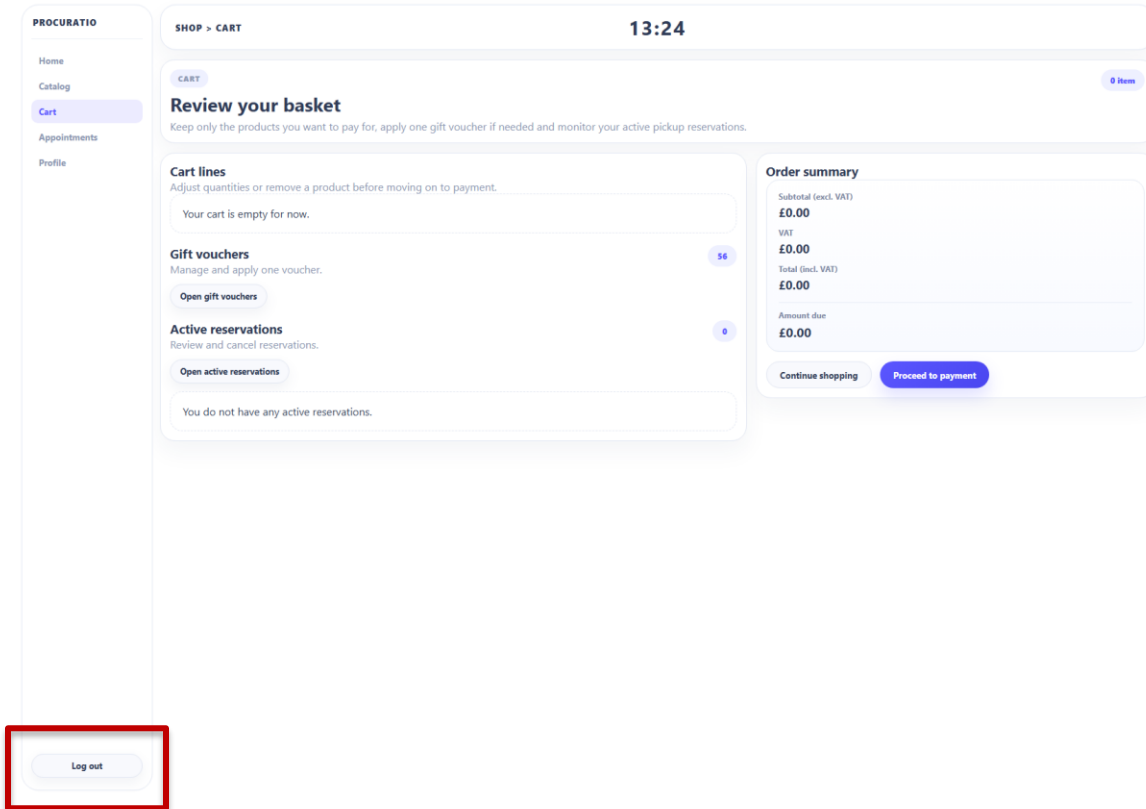 PROCURATIO
Home
Catalog
Cart
Appointments
Profile
Log out
SHOP > CART
13:24
CART
0 item
Review your basket
Keep only the products you want to pay for, apply one gift voucher if needed and monitor your active pickup reservations.
Cart lines
Adjust quantities or remove a product before moving on to payment.
Your cart is empty for now.
Gift vouchers
56
Manage and apply one voucher.
Open gift vouchers
Active reservations
0
Review and cancel reservations.
Open active reservations
You do not have any active reservations.
Order summary
Subtotal (excl. VAT)
£0.00
VAT
£0.00
Total (incl. VAT)
£0.00
Amount due
£0.00
Continue shopping
Proceed to payment